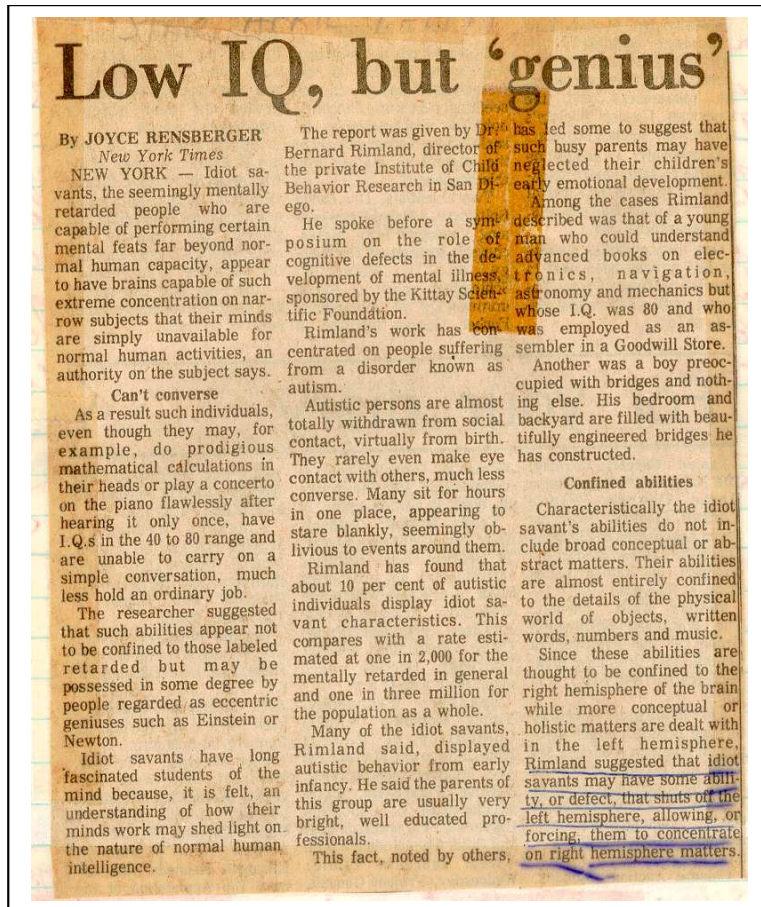 Low IQ, but 'genius'
By JOYCE RENSBERGER
New York Times
NEW YORK — Idiot sa-
vants, the seemingly mentally
retarded people who are
capable of performing certain
mental feats far beyond nor-
mal human capacity, appear
to have brains capable of such
extreme concentration on nar-
row subjects that their minds
are simply unavailable for
normal human activities, an
authority on the subject says.
Can't converse
As a result such individuals,
even though they may, for
example, do prodigious
mathematical calculations in
their heads or play a concerto
on the piano flawlessly after
hearing it only once, have
I.Q.s in the 40 to 80 range and
are unable to carry on a
simple conversation, much
less hold an ordinary job.
The researcher suggested
that such abilities appear not
to be confined to those labeled
retarded but may be
possessed in some degree by
people regarded as eccentric
geniuses such as Einstein or
Newton.
Idiot savants have long
fascinated students of the
mind because, it is felt, an
understanding of how their
minds work may shed light on
the nature of normal human
intelligence.
The report was given by Dr.
Bernard Rimland, director of
the private Institute of Child
Behavior Research in San Di-
ego.
He spoke before a sym-
posium on the role of
cognitive defects in the de-
velopment of mental illness,
sponsored by the Kittay Scien-
tific Foundation.
Rimland's work has con-
centrated on people suffering
from a disorder known as
autism.
Autistic persons are almost
totally withdrawn from social
contact, virtually from birth.
They rarely even make eye
contact with others, much less
converse. Many sit for hours
in one place, appearing to
stare blankly, seemingly ob-
livious to events around them.
Rimland has found that
about 10 per cent of autistic
individuals display idiot sa-
vant characteristics. This
compares with a rate esti-
mated at one in 2,000 for the
mentally retarded in general
and one in three million for
the population as a whole.
Many of the idiot savants,
Rimland said, displayed
autistic behavior from early
infancy. He said the parents of
this group are usually very
bright, well educated pro-
fessionals.
This fact, noted by others,
has led some to suggest that
such busy parents may have
neglected their children's
early emotional development.
Among the cases Rimland
described was that of a young
man who could understand
advanced books on elec-
tronics, navigation,
astronomy and mechanics but
whose I.Q. was 80 and who
was employed as an as-
sembler in a Goodwill Store.
Another was a boy preoc-
cupied with bridges and noth-
ing else. His bedroom and
backyard are filled with beau-
tifully engineered bridges he
has constructed.
Confined abilities
Characteristically the idiot
savant's abilities do not in-
clude broad conceptual or ab-
stract matters. Their abilities
are almost entirely confined
to the details of the physical
world of objects, written
words, numbers and music.
Since these abilities are
thought to be confined to the
right hemisphere of the brain
while more conceptual or
holistic matters are dealt with
in the left hemisphere,
Rimland suggested that idiot
savants may have some abili-
ty, or defect, that shuts off the
left hemisphere, allowing, or
forcing, them to concentrate
on right hemisphere matters.